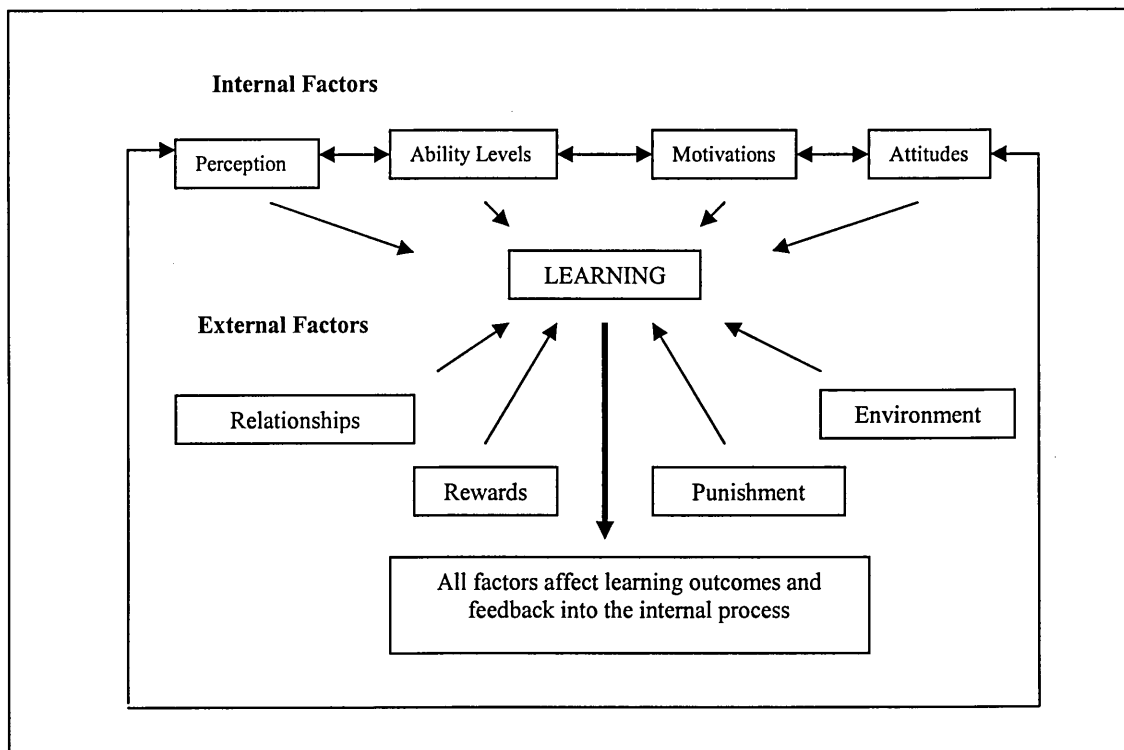 Internal Factors
Perception
Ability Levels
Motivations
Attitudes
LEARNING
External Factors
Relationships
Environment
Rewards
Punishment
All factors affect learning outcomes and
feedback into the internal process